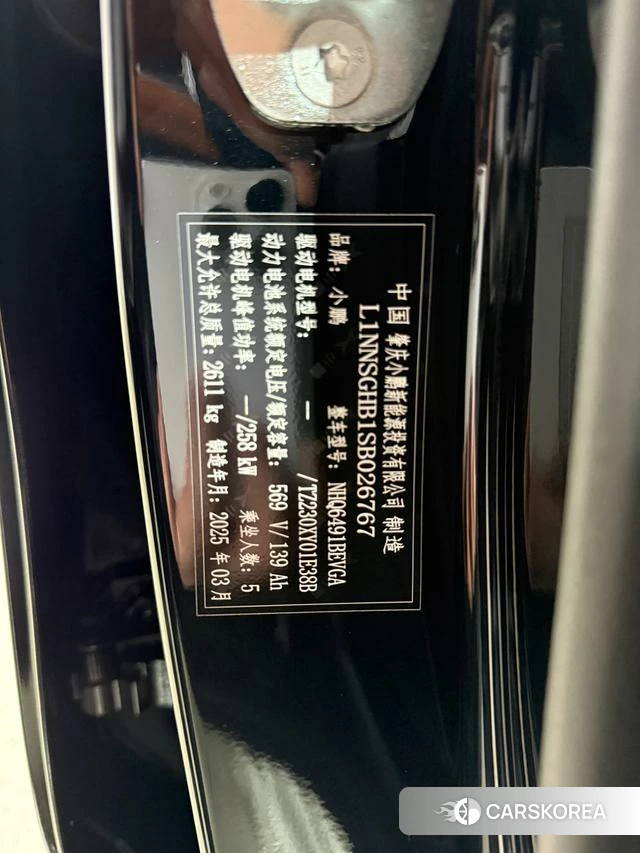 中国 肇庆小鹏新能源投资有限公司 制造
L1NNSGHB1SB026767
品牌: 小鹏 整车型号: NHQ6491BEVGA
驱动电机型号: —/TZ230XY01E38B
动力电池系统额定电压/额定容量: 569 V/139 Ah
驱动电机峰值功率: —/258 kW 乘坐人数: 5
最大允许总质量: 2611 kg 制造年月: 2025 年 03 月
CARSKOREA